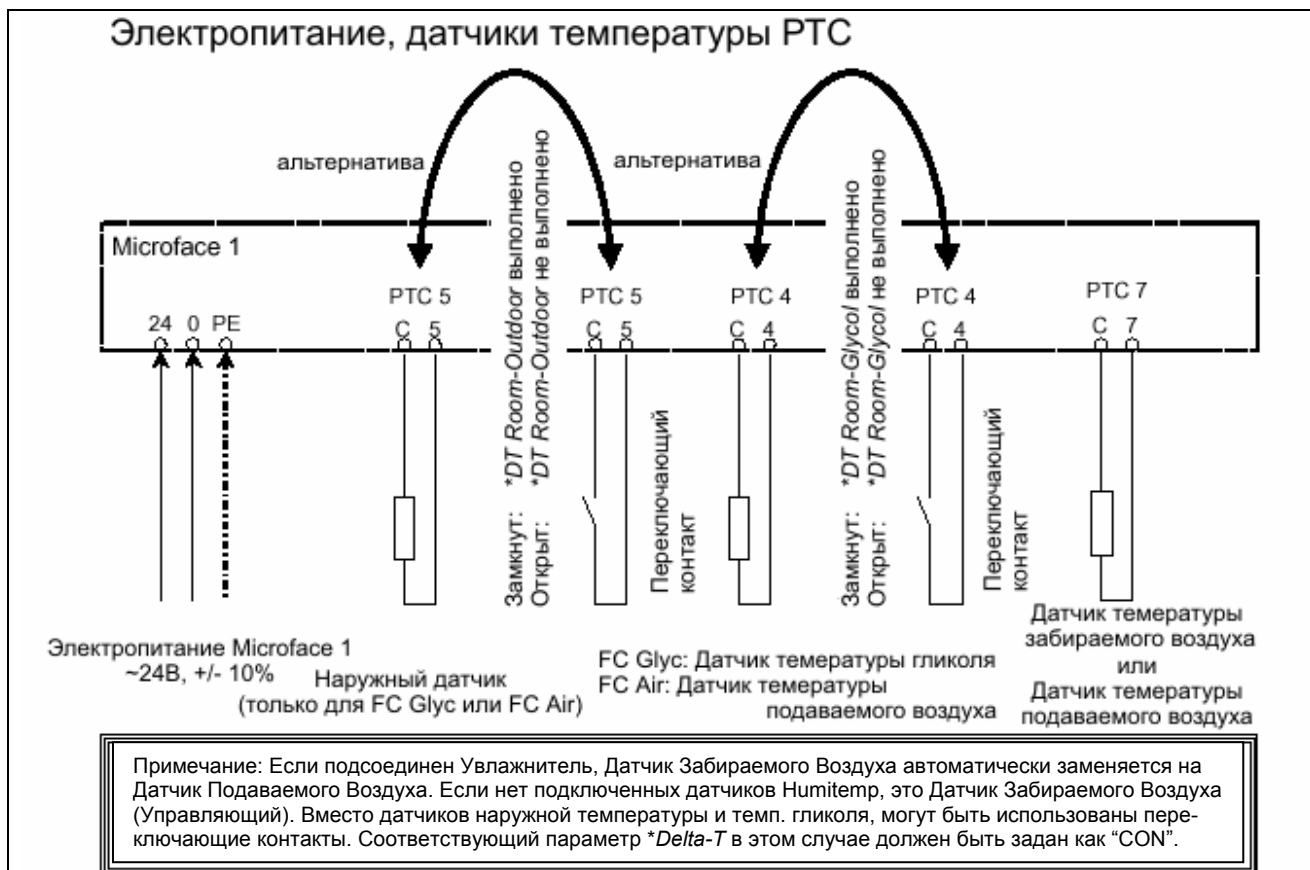 Электропитание, датчики температуры PTC
альтернатива
альтернатива
Microface 1
24 0 PE
PTC 5
C 5
Замкнут: *DT Room-Outdoor выполнено
Открыт: *DT Room-Outdoor не выполнено
PTC 5
C 5
Переключающий
контакт
PTC 4
C 4
Замкнут: *DT Room-Glycol выполнено
Открыт: *DT Room-Glycol не выполнено
PTC 4
C 4
Переключающий
контакт
PTC 7
C 7
Электропитание Microface 1
~24В, +/- 10%
Наружный датчик
(только для FC Glyc или FC Air)
FC Glyc: Датчик темературы гликоля
FC Air: Датчик темературы
подаваемого воздуха
Датчик темературы
забираемого воздуха
или
Датчик темературы
подаваемого воздуха
Примечание: Если подсоединен Увлажнитель, Датчик Забираемого Воздуха автоматически заменяется на
Датчик Подаваемого Воздуха. Если нет подключенных датчиков Humitemp, это Датчик Забираемого Воздуха
(Управляющий). Вместо датчиков наружной температуры и темп. гликоля, могут быть использованы пере-
ключающие контакты. Соответствующий параметр *Delta-T в этом случае должен быть задан как “CON”.